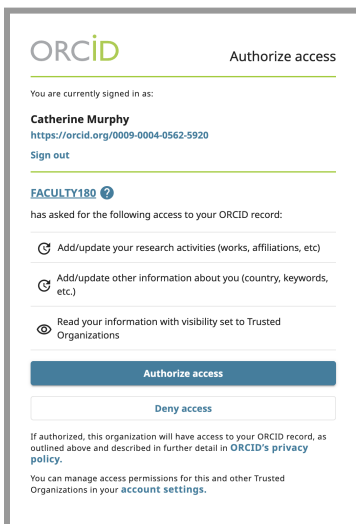 ORCiD
Authorize access
You are currently signed in as:
Catherine Murphy
https://orcid.org/0009-0004-0562-5920
Sign out
FACULTY180 ?
has asked for the following access to your ORCID record:
Add/update your research activities (works, affiliations, etc)
Add/update other information about you (country, keywords,
etc.)
Read your information with visibility set to Trusted
Organizations
Authorize access
Deny access
If authorized, this organization will have access to your ORCID record, as
outlined above and described in further detail in ORCID's privacy
policy.
You can manage access permissions for this and other Trusted
Organizations in your account settings.